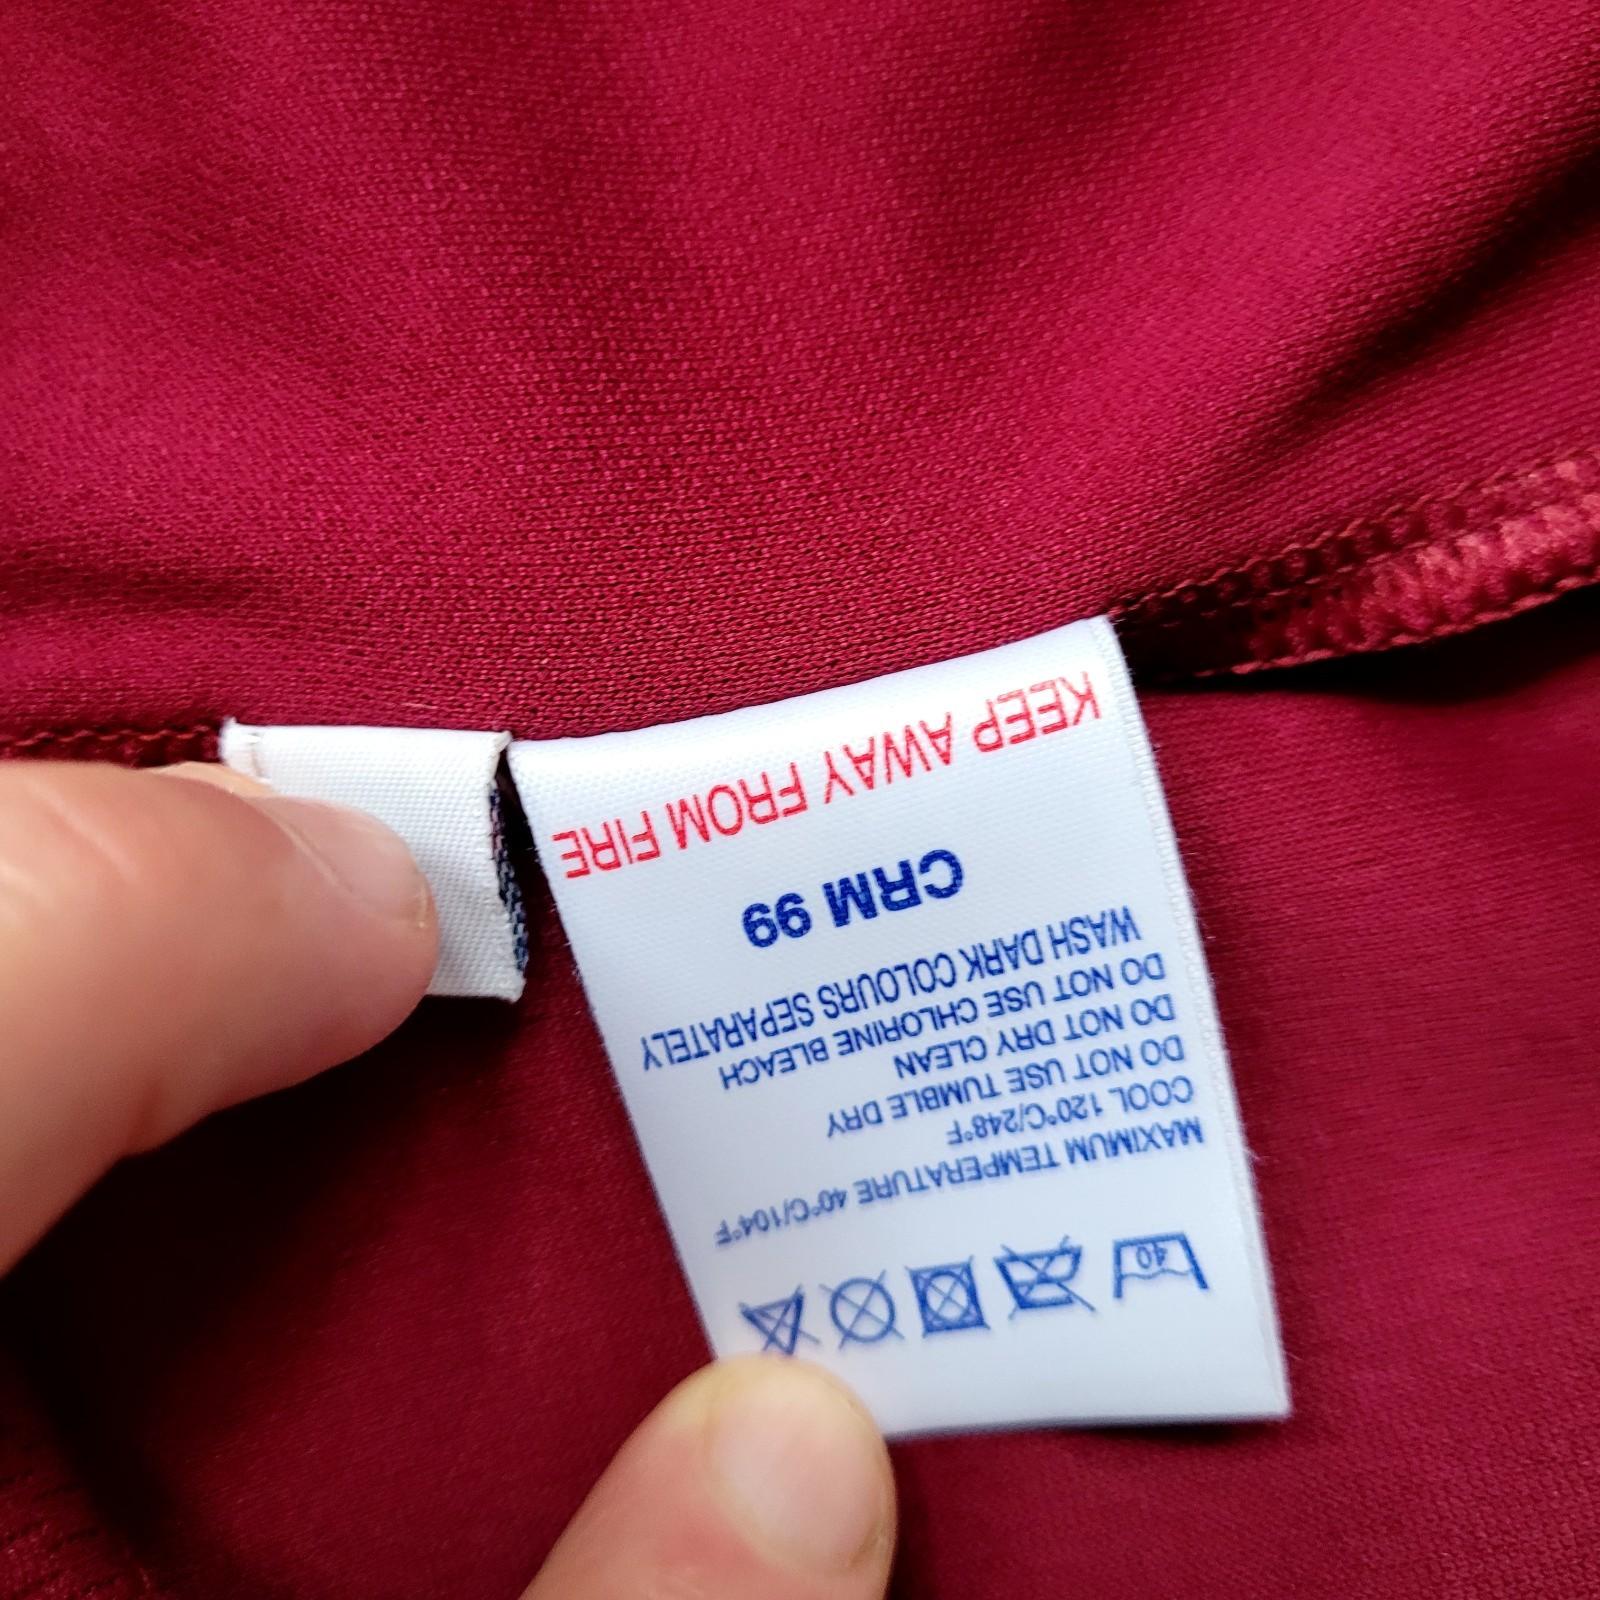 KEEP AWAY FROM FIRE
CRM 99
WASH DARK COLOURS SEPARATELY
DO NOT USE CHLORINE BLEACH
DO NOT DRY CLEAN
DO NOT USE TUMBLE DRY
COOL 120°C/248°F
MAXIMUM TEMPERATURE 40°C/104°F
40